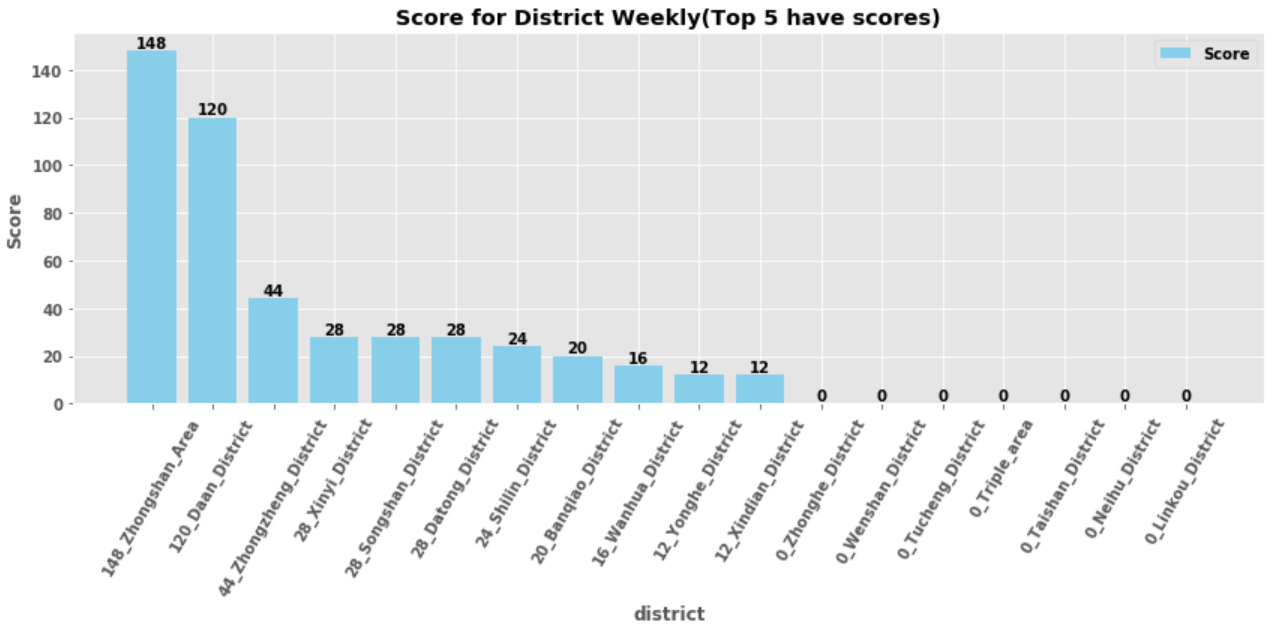 Score for District Weekly(Top 5 have scores)
Score
148
120
44
28
28
28
24
20
16
12
12
0
0
0
0
0
0
0
140
120
100
80
60
40
20
0
Score
148_Zhongshan_Area
120_Daan_District
44_Zhongzheng_District
28_Xinyi_District
28_Songshan_District
28_Datong_District
24_Shilin_District
20_Banqiao_District
16_Wanhua_District
12_Yonghe_District
12_Xindian_District
0_Zhonghe_District
0_Wenshan_District
0_Tucheng_District
0_Triple_area
0_Taishan_District
0_Neihu_District
0_Linkou_District
district